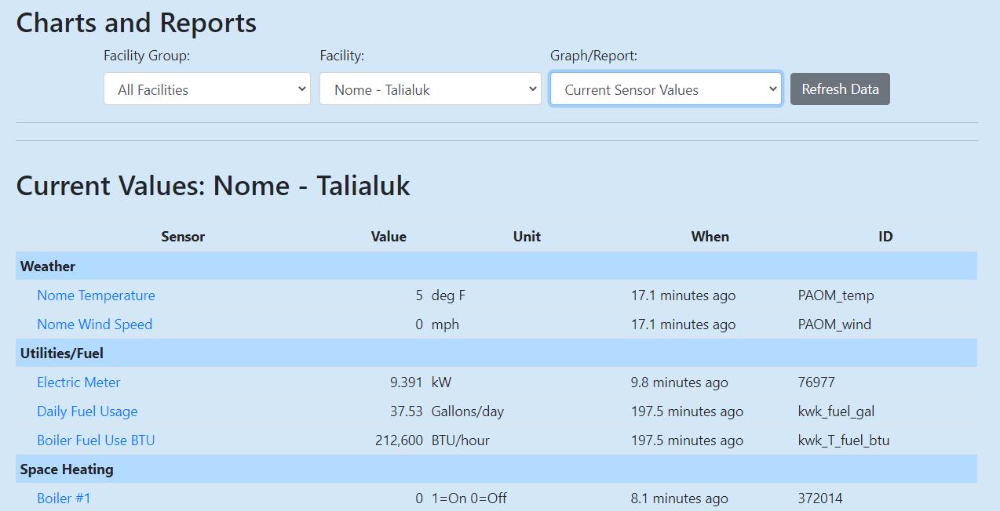 Charts and Reports
Facility Group: Facility: Graph/Report:
All Facilities Nome - Talialuk Current Sensor Values Refresh Data
Current Values: Nome - Talialuk
Sensor Value Unit When ID
Weather
Nome Temperature 5 deg F 17.1 minutes ago PAOM_temp
Nome Wind Speed 0 mph 17.1 minutes ago PAOM_wind
Utilities/Fuel
Electric Meter 9.391 kW 9.8 minutes ago 76977
Daily Fuel Usage 37.53 Gallons/day 197.5 minutes ago kwk_fuel_gal
Boiler Fuel Use BTU 212,600 BTU/hour 197.5 minutes ago kwk_T_fuel_btu
Space Heating
Boiler #1 0 1=On 0=Off 8.1 minutes ago 372014